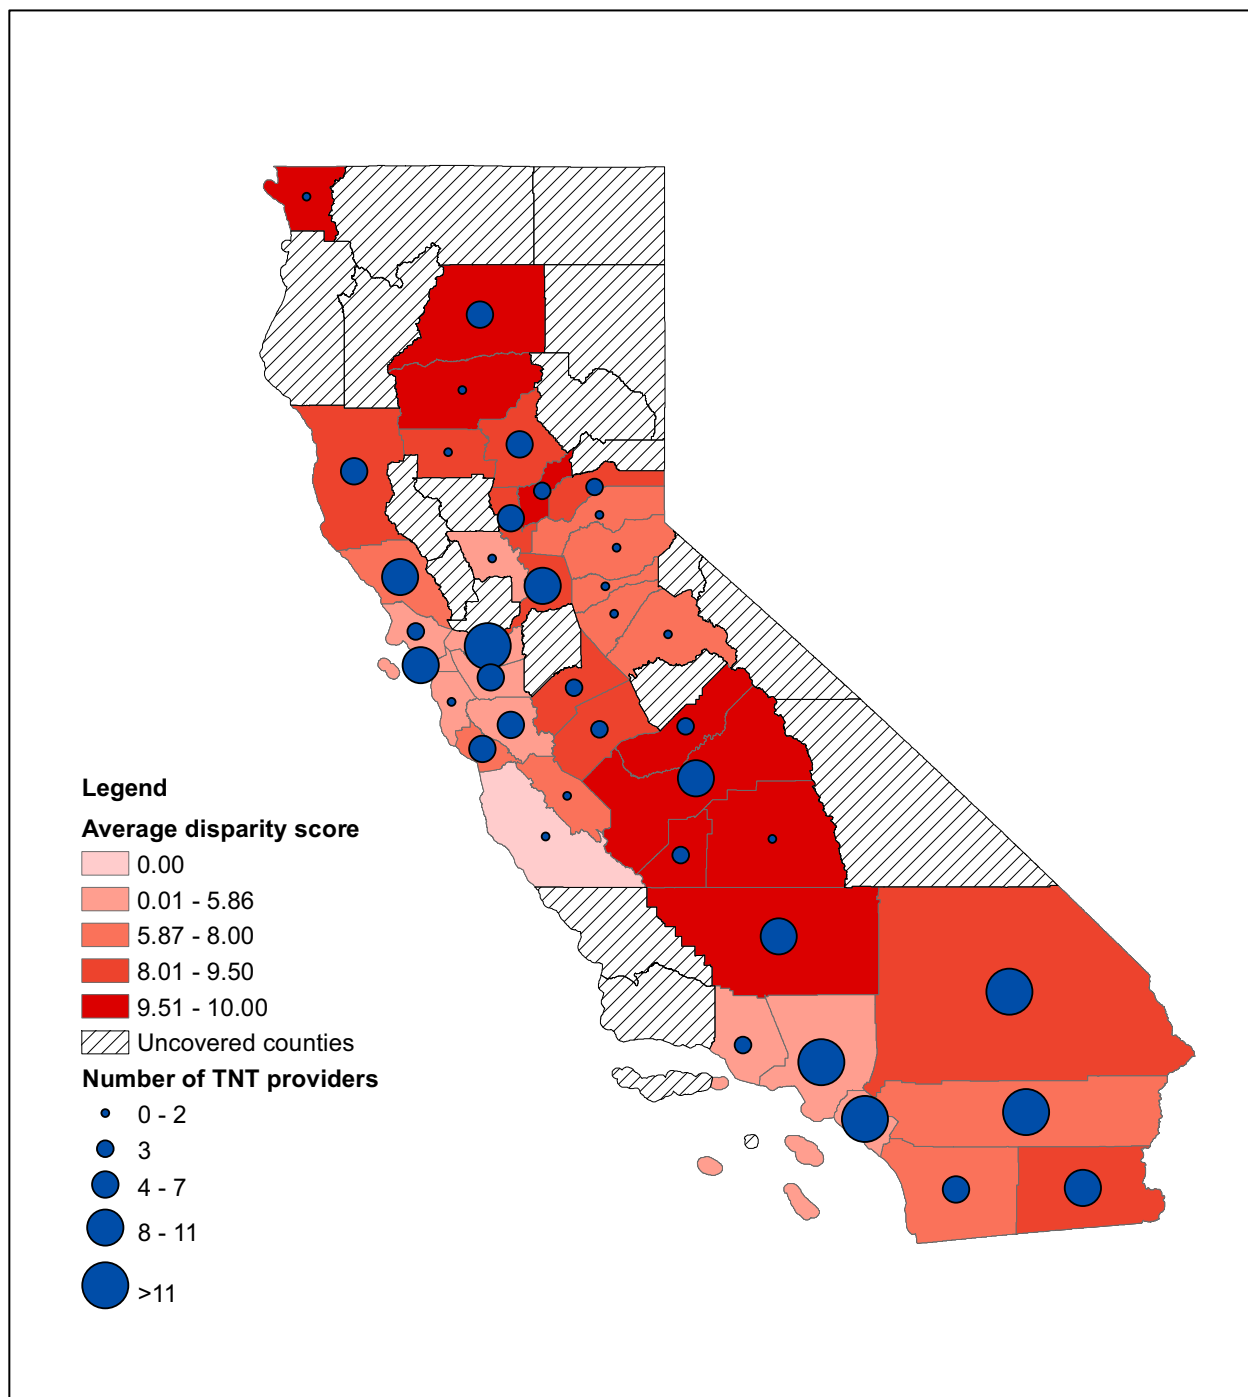 Legend
Average disparity score
0.00
0.01 - 5.86
5.87 - 8.00
8.01 - 9.50
9.51 - 10.00
Uncovered counties
Number of TNT providers
0 - 2
3
4 - 7
8 - 11
>11